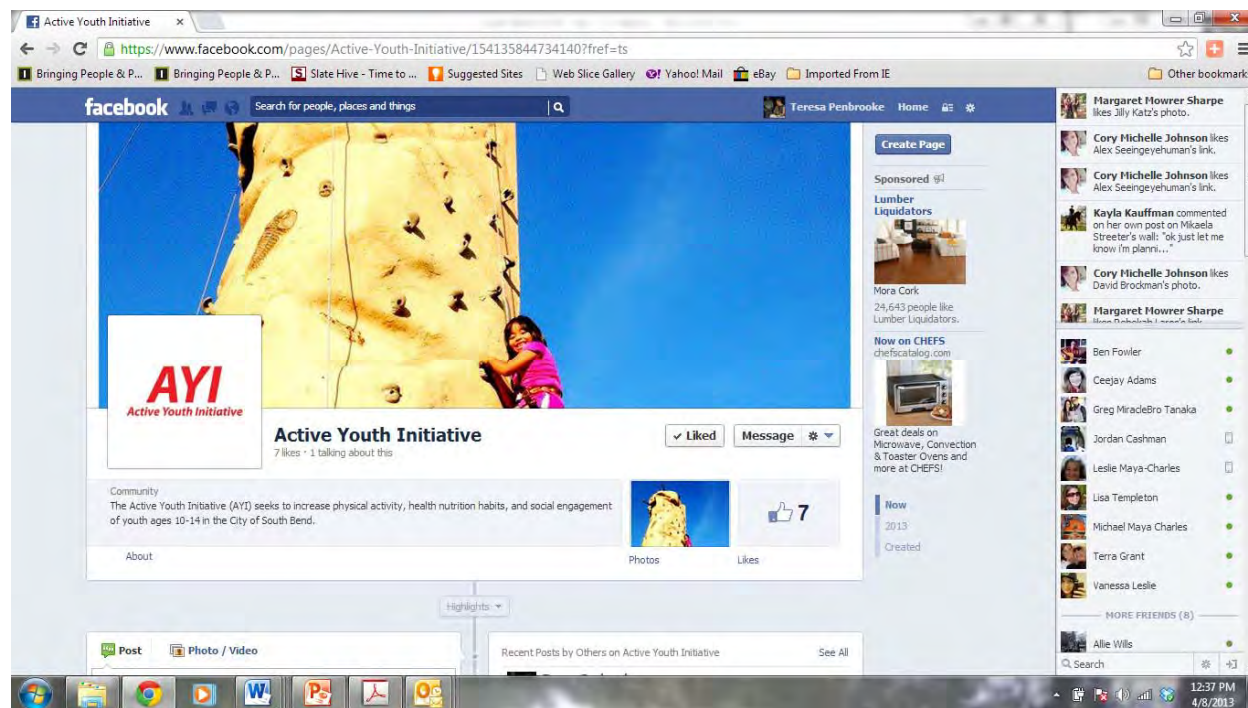 Active Youth Initiative
https://www.facebook.com/pages/Active-Youth-Initiative/154135844734140?fref=ts
Bringing People & P... Bringing People & P... Slate Hive - Time to ... Suggested Sites Web Slice Gallery Yahoo! Mail eBay Imported From IE Other bookmark
facebook Search for people, places and things Teresa Penbrooke Home
AYI
Active Youth Initiative
Active Youth Initiative
7 likes · 1 talking about this
Liked Message
Community
The Active Youth Initiative (AYI) seeks to increase physical activity, health nutrition habits, and social engagement
of youth ages 10-14 in the City of South Bend.
About
Photos
7
Likes
Highlights
Post Photo / Video
Recent Posts by Others on Active Youth Initiative See All
Create Page
Sponsored
Lumber
Liquidators
Mora Cork
24,643 people like
Lumber Liquidators.
Now on CHEFS
chefscatalog.com
Great deals on
Microwave, Convection
& Toaster Ovens and
more at CHEFS!
Now
2013
Created
Margaret Mowrer Sharpe
likes Jilly Katz's photo.
Cory Michelle Johnson likes
Alex Seeingeyehuman's link.
Cory Michelle Johnson likes
Alex Seeingeyehuman's link.
Kayla Kauffman commented
on her own post on Mikaela
Streeter's wall: "ok just let me
know i'm planni..."
Cory Michelle Johnson likes
David Brockman's photo.
Margaret Mowrer Sharpe
Ben Fowler
Ceejay Adams
Greg MiracleBro Tanaka
Jordan Cashman
Leslie Maya-Charles
Lisa Templeton
Michael Maya Charles
Terra Grant
Vanessa Leslie
MORE FRIENDS (8)
Allie Wills
Search
12:37 PM
4/8/2013